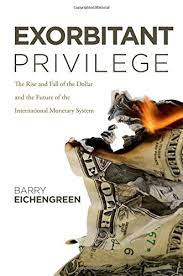 EXORBITANT
PRIVILEGE
The Rise and Fall of the Dollar
and the Future of the
International Monetary System
BARRY
EICHENGREEN